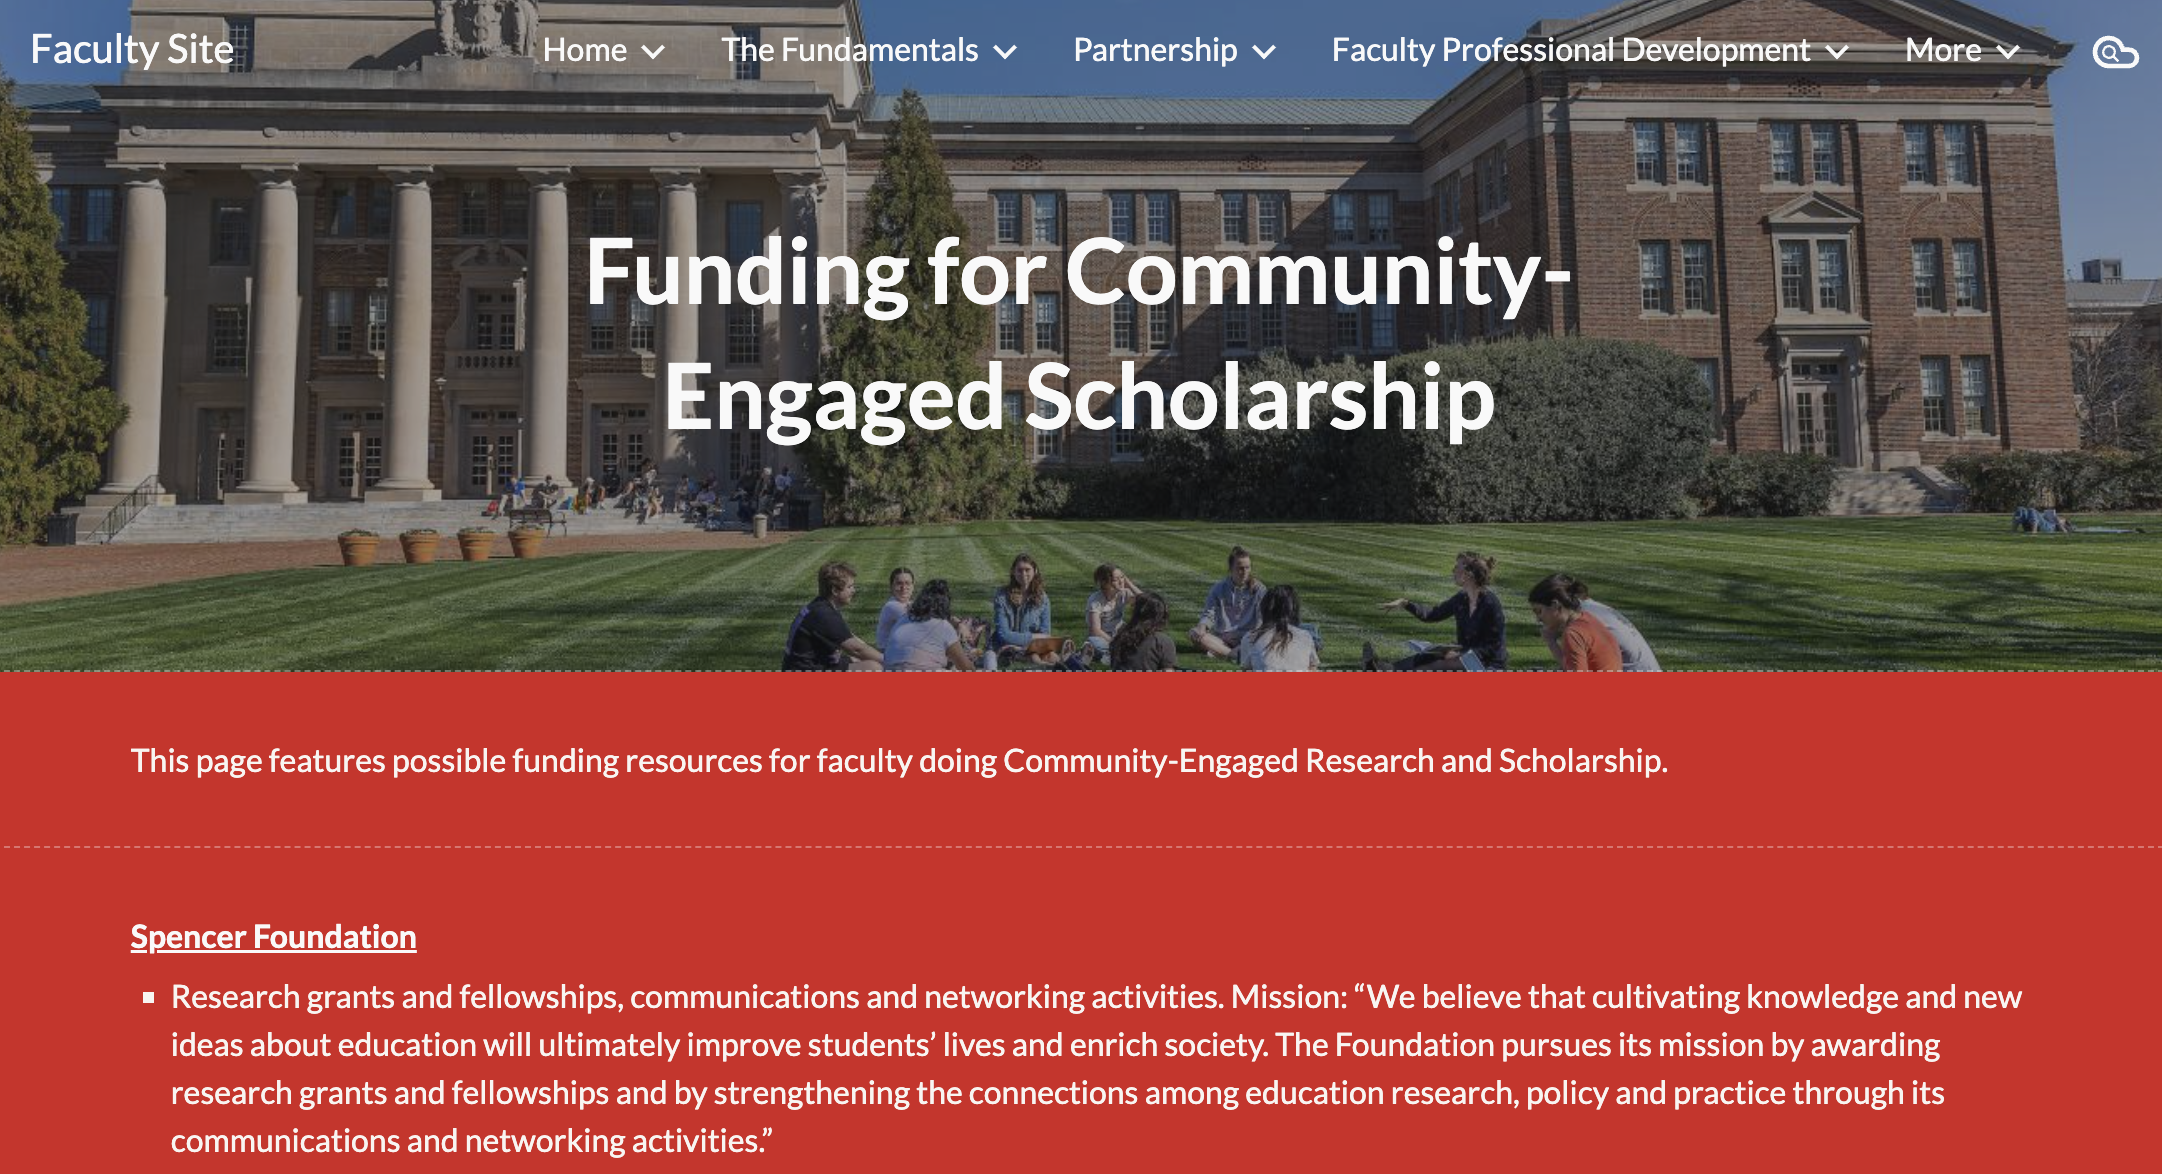 Faculty Site
Home
The Fundamentals
Partnership
Faculty Professional Development
More
Funding for Community-
Engaged Scholarship
This page features possible funding resources for faculty doing Community-Engaged Research and Scholarship.
Spencer Foundation
Research grants and fellowships, communications and networking activities. Mission: “We believe that cultivating knowledge and new
ideas about education will ultimately improve students’ lives and enrich society. The Foundation pursues its mission by awarding
research grants and fellowships and by strengthening the connections among education research, policy and practice through its
communications and networking activities.”